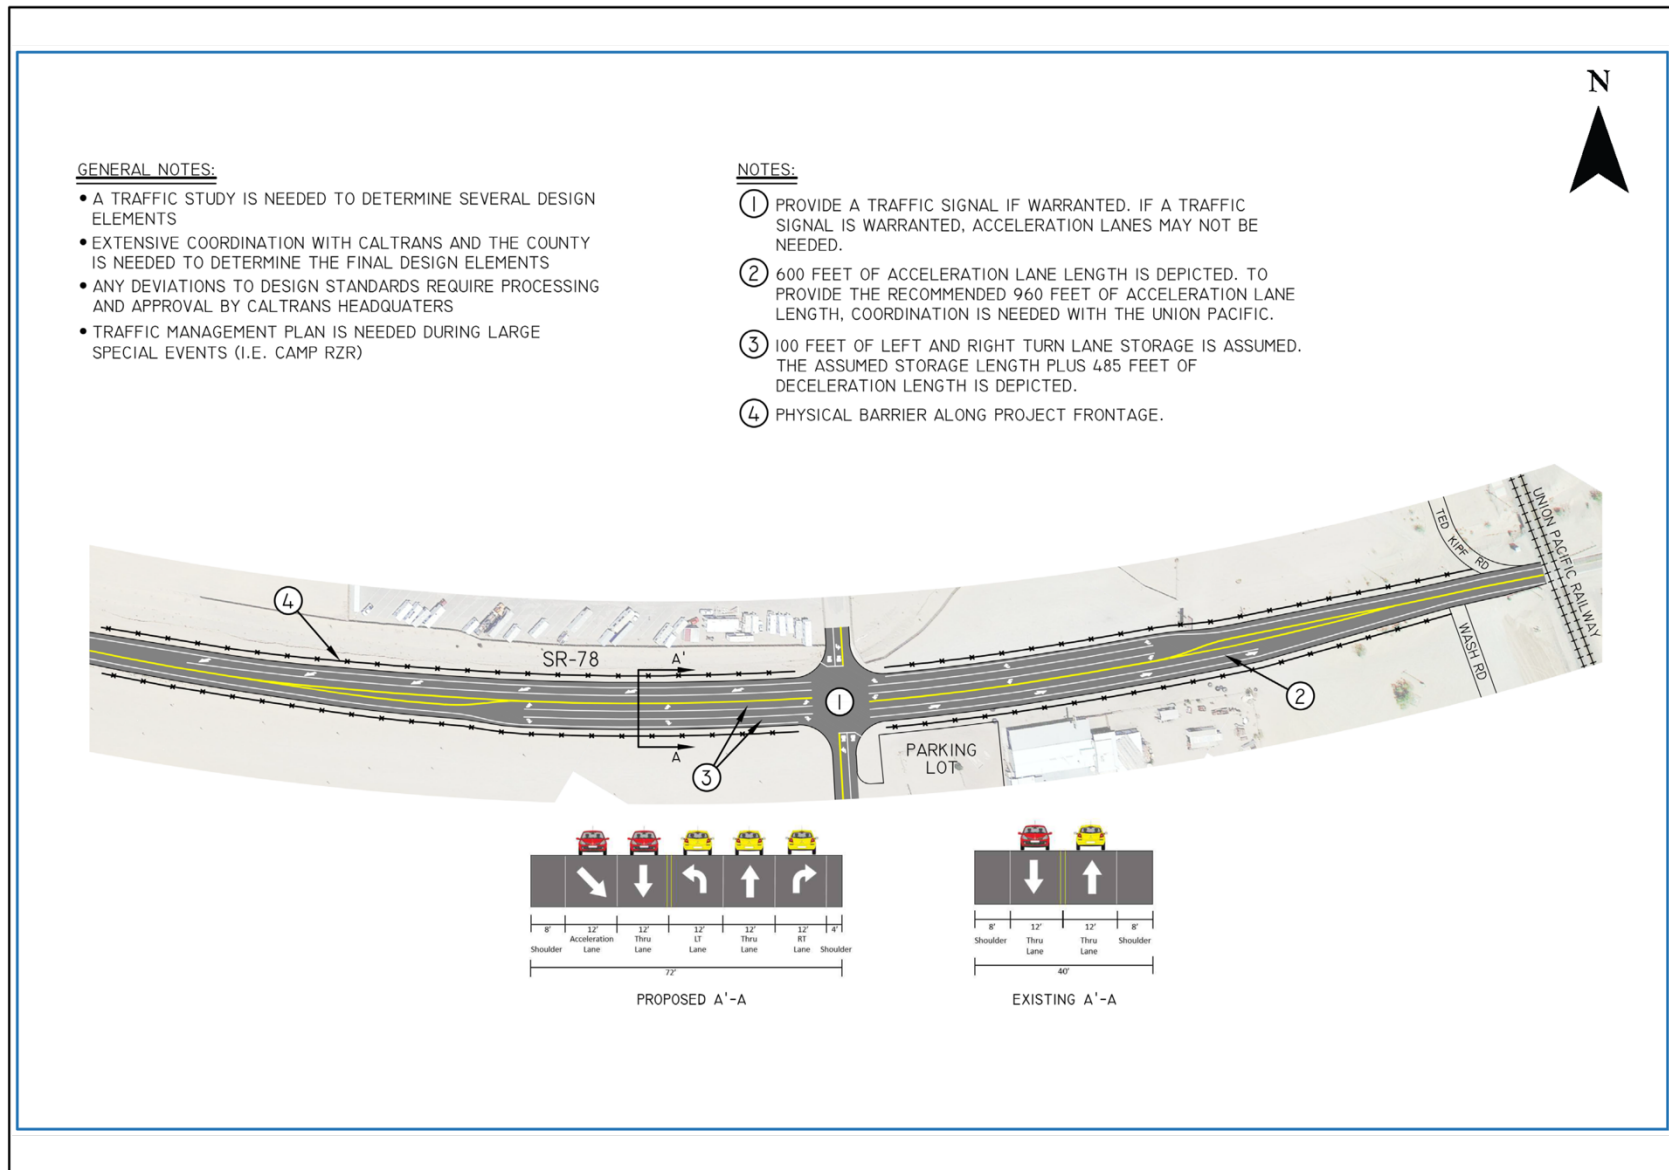 N
GENERAL NOTES:
• A TRAFFIC STUDY IS NEEDED TO DETERMINE SEVERAL DESIGN
ELEMENTS
• EXTENSIVE COORDINATION WITH CALTRANS AND THE COUNTY
IS NEEDED TO DETERMINE THE FINAL DESIGN ELEMENTS
• ANY DEVIATIONS TO DESIGN STANDARDS REQUIRE PROCESSING
AND APPROVAL BY CALTRANS HEADQUATERS
• TRAFFIC MANAGEMENT PLAN IS NEEDED DURING LARGE
SPECIAL EVENTS (I.E. CAMP RZR)
NOTES:
1 PROVIDE A TRAFFIC SIGNAL IF WARRANTED. IF A TRAFFIC
SIGNAL IS WARRANTED, ACCELERATION LANES MAY NOT BE
NEEDED.
2 600 FEET OF ACCELERATION LANE LENGTH IS DEPICTED. TO
PROVIDE THE RECOMMENDED 960 FEET OF ACCELERATION LANE
LENGTH, COORDINATION IS NEEDED WITH THE UNION PACIFIC.
3 100 FEET OF LEFT AND RIGHT TURN LANE STORAGE IS ASSUMED.
THE ASSUMED STORAGE LENGTH PLUS 485 FEET OF
DECELERATION LENGTH IS DEPICTED.
4 PHYSICAL BARRIER ALONG PROJECT FRONTAGE.
UNION PACIFIC RAILWAY
TED KIPF RD
WASH RD
4
SR-78
A'
1
2
A
3
PARKING
LOT
8' 12' 12' 12' 12' 12' 4'
Shoulder Acceleration Lane Thru Lane LT Lane Thru Lane RT Lane Shoulder
72'
PROPOSED A'-A
8' 12' 12' 8'
Shoulder Thru Lane Thru Lane Shoulder
40'
EXISTING A'-A